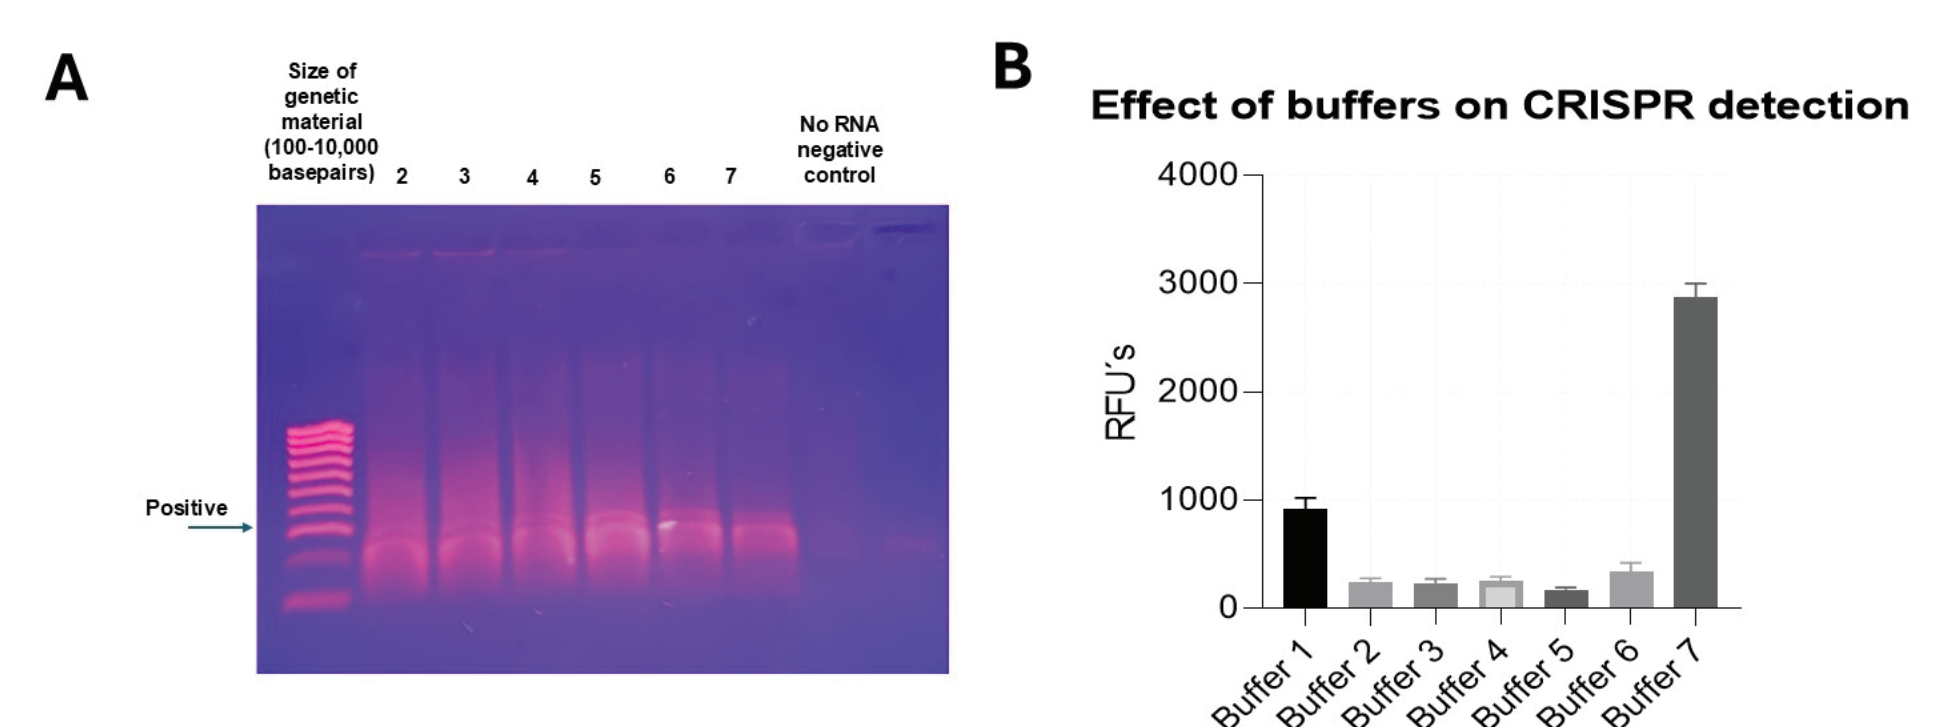 A
Size of
genetic
material
(100-10,000
basepairs)
2
3
4
5
6
7
No RNA
negative
control
Positive
B
Effect of buffers on CRISPR detection
4000
3000
2000
1000
0
RFU´s
Buffer 1
Buffer 2
Buffer 3
Buffer 4
Buffer 5
Buffer 6
Buffer 7